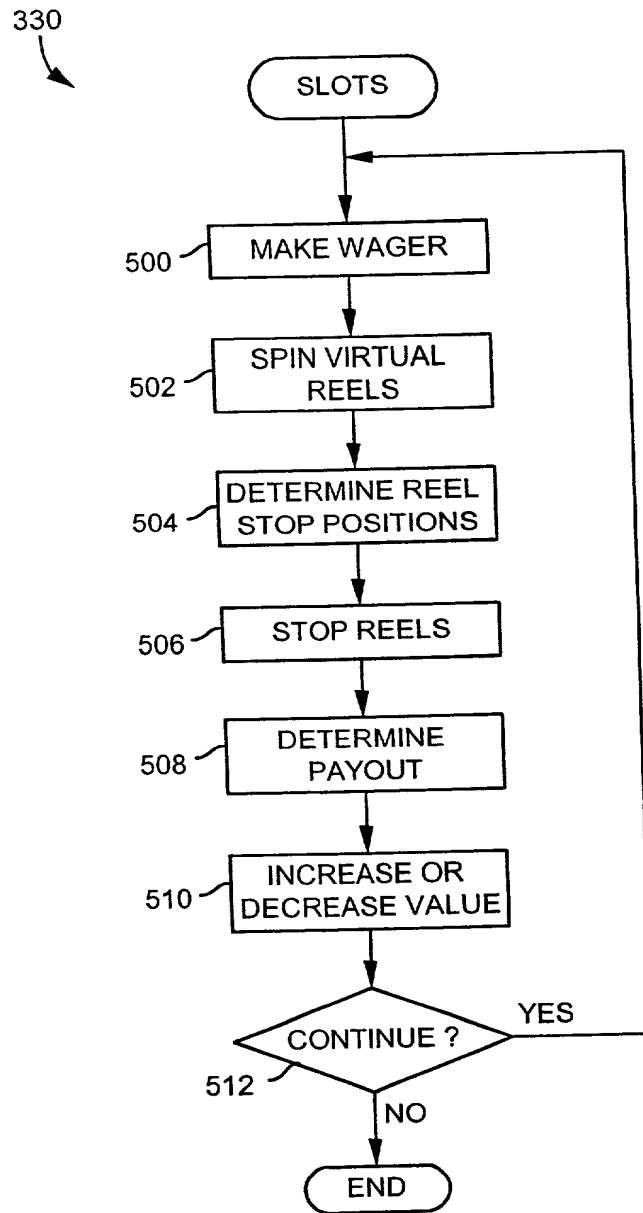 330
SLOTS
500
MAKE WAGER
502
SPIN VIRTUAL
REELS
504
DETERMINE REEL
STOP POSITIONS
506
STOP REELS
508
DETERMINE
PAYOUT
510
INCREASE OR
DECREASE VALUE
CONTINUE ?
YES
512
NO
END